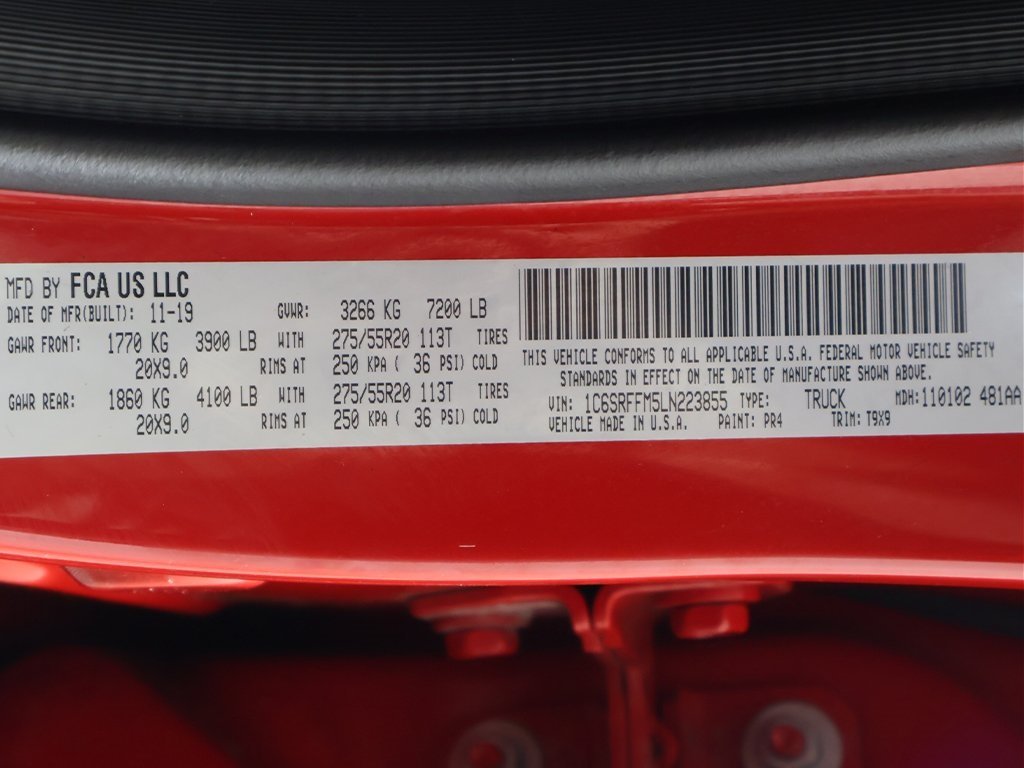 MFD BY FCA US LLC
DATE OF MFR(BUILT): 11-19 GVWR: 3266 KG 7200 LB
GAWR FRONT: 1770 KG 3900 LB WITH 275/55R20 113T TIRES
20X9.0 RIMS AT 250 KPA ( 36 PSI) COLD
GAWR REAR: 1860 KG 4100 LB WITH 275/55R20 113T TIRES
20X9.0 RIMS AT 250 KPA ( 36 PSI) COLD
THIS VEHICLE CONFORMS TO ALL APPLICABLE U.S.A. FEDERAL MOTOR VEHICLE SAFETY
STANDARDS IN EFFECT ON THE DATE OF MANUFACTURE SHOWN ABOVE.
VIN: 1C6SRFFM5LN223855 TYPE: TRUCK MDH: 110102 481AA
VEHICLE MADE IN U.S.A. PAINT: PR4 TRIM: T9X9